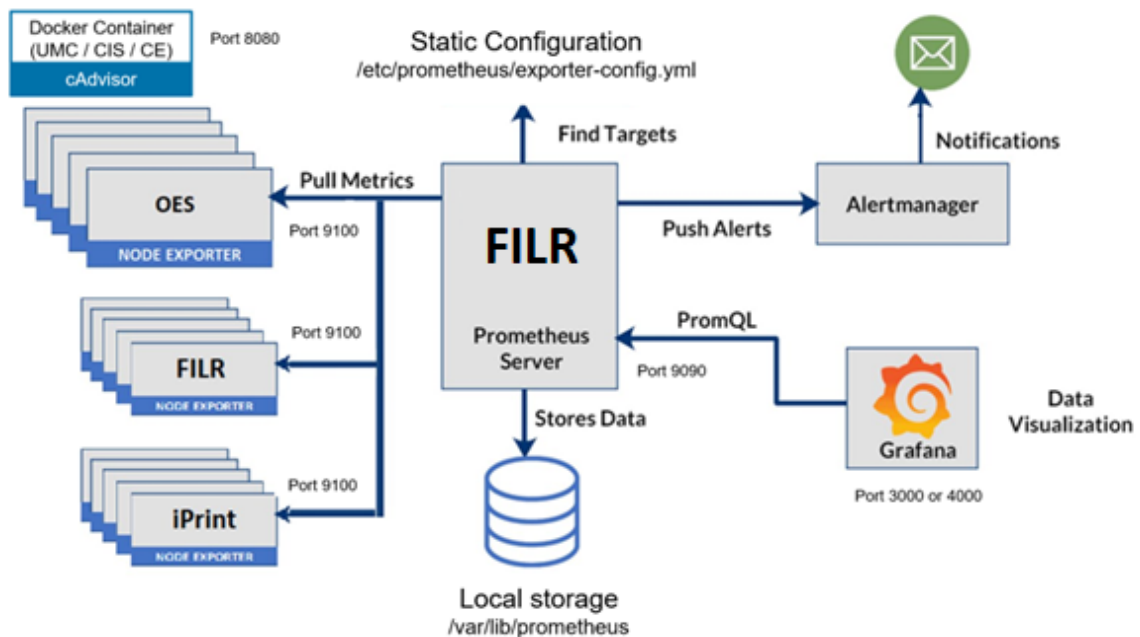 Docker Container
(UMC / CIS / CE)
cAdvisor
Port 8080
Static Configuration
/etc/prometheus/exporter-config.yml
Find Targets
Notifications
Pull Metrics
OES
NODE EXPORTER
Port 9100
FILR
Prometheus
Server
Push Alerts
Alertmanager
FILR
NODE EXPORTER
Port 9100
PromQL
Port 9090
Grafana
Port 3000 or 4000
Data
Visualization
Stores Data
iPrint
NODE EXPORTER
Port 9100
Local storage
/var/lib/prometheus